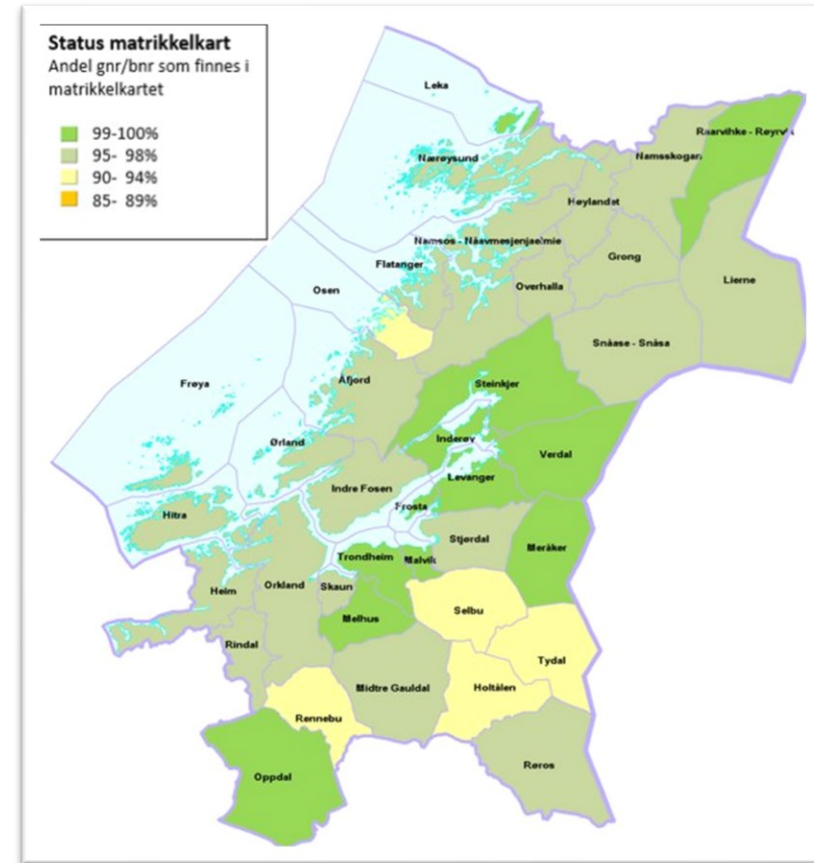 Status matrikkelkart
Andel gnr/bnr som finnes i
matrikkelkartet
99-100%
95- 98%
90- 94%
85- 89%
Leka
Raarvihke - Røyrvik
Nærøysund
Namsskogan
Høylandet
Namsos - Nåavmesjenjaelmie
Grong
Flatanger
Lierne
Overhalla
Osen
Snåase - Snåsa
Åfjord
Steinkjer
Frøya
Ørland
Inderøy
Verdal
Levanger
Indre Fosen
Frosta
Hitra
Stjørdal
Meråker
Trondheim
Malvik
Heim
Orkland
Skaun
Selbu
Melhus
Rindal
Tydal
Midtre Gauldal
Holtålen
Rennebu
Røros
Oppdal